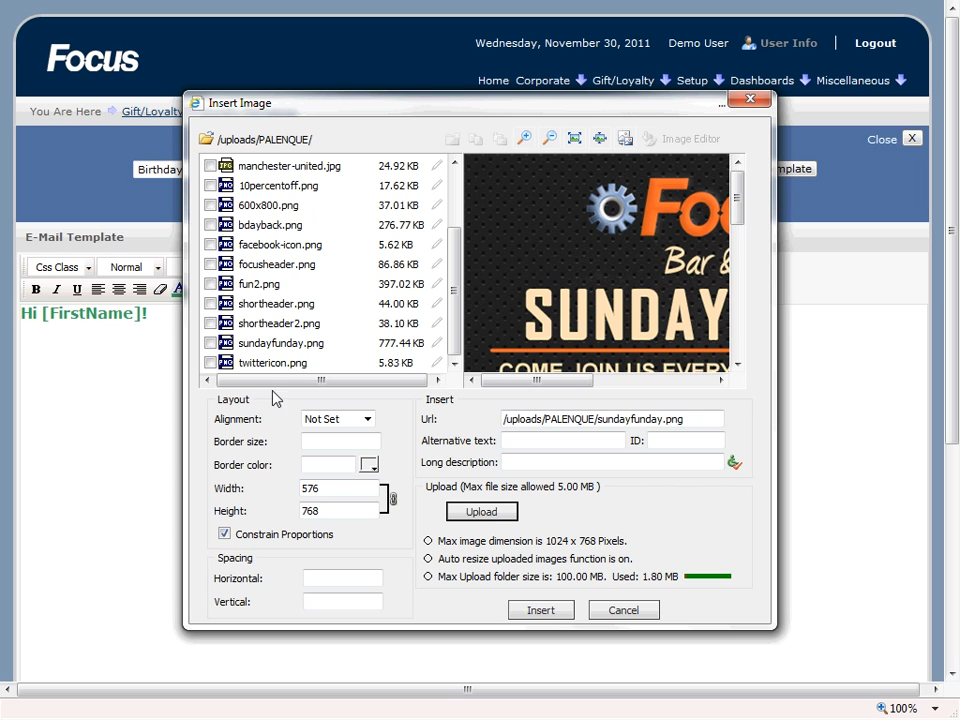 Focus
Wednesday, November 30, 2011 Demo User User Info | Logout
Home Corporate Gift/Loyalty Setup Dashboards Miscellaneous
You Are Here Gift/Loyalty
Close X
Birthday
mplate
E-Mail Template
Css Class Normal
B I U
Hi [FirstName]!
Insert Image
/uploads/PALENQUE/
Image Editor
manchester-united.jpg 24.92 KB
10percentoff.png 17.62 KB
600x800.png 37.01 KB
bdayback.png 276.77 KB
facebook-icon.png 5.62 KB
focusheader.png 86.86 KB
fun2.png 397.02 KB
shortheader.png 44.00 KB
shortheader2.png 38.10 KB
sundayfunday.png 777.44 KB
twittericon.png 5.83 KB
Foc
Bar &
SUNDAY
COME JOIN US EVERY
Layout
Alignment: Not Set
Border size:
Border color:
Width: 576
Height: 768
Constrain Proportions
Spacing
Horizontal:
Vertical:
Insert
Url: /uploads/PALENQUE/sundayfunday.png
Alternative text: ID:
Long description:
Upload (Max file size allowed 5.00 MB )
Upload
Max image dimension is 1024 x 768 Pixels.
Auto resize uploaded images function is on.
Max Upload folder size is: 100.00 MB. Used: 1.80 MB
Insert Cancel
100%